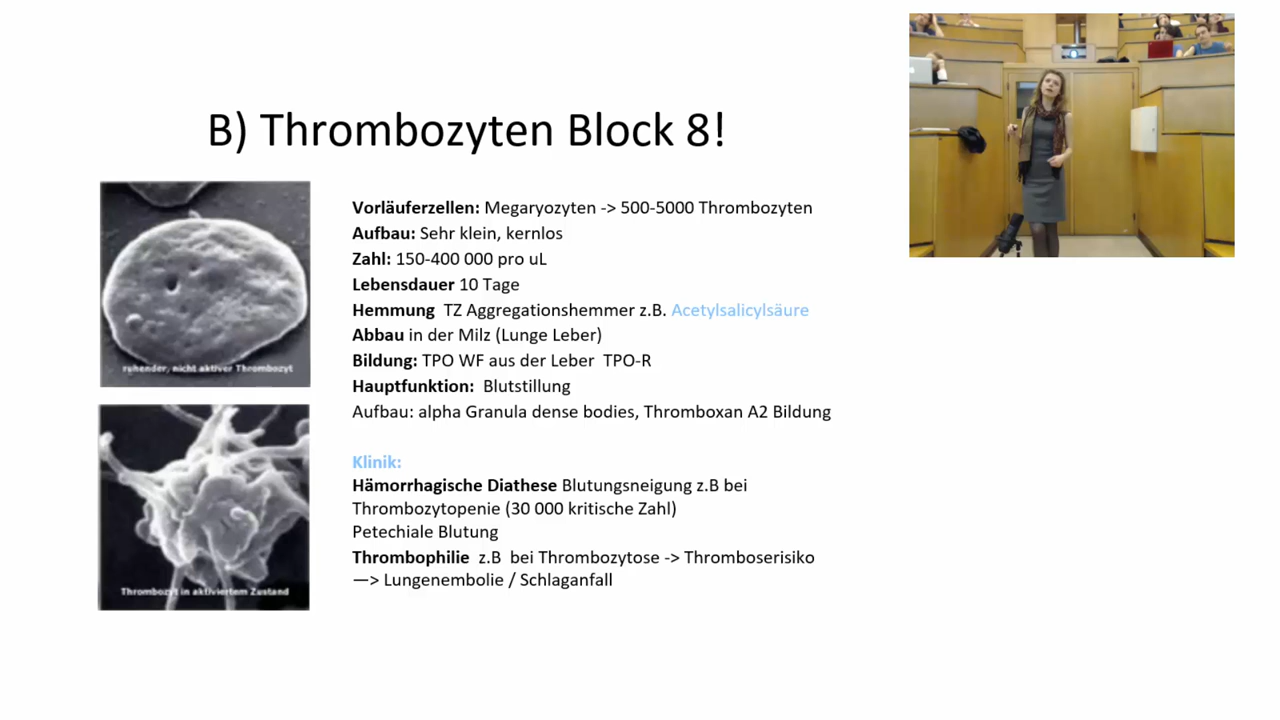 B) Thrombozyten Block 8!
ruhender, nicht aktiver Thrombozyt
Thrombozyt in aktiviertem Zustand
Vorläuferzellen: Megaryozyten -> 500-5000 Thrombozyten
Aufbau: Sehr klein, kernlos
Zahl: 150-400 000 pro uL
Lebensdauer 10 Tage
Hemmung TZ Aggregationshemmer z.B. Acetylsalicylsäure
Abbau in der Milz (Lunge Leber)
Bildung: TPO WF aus der Leber TPO-R
Hauptfunktion: Blutstillung
Aufbau: alpha Granula dense bodies, Thromboxan A2 Bildung
Klinik:
Hämorrhagische Diathese Blutungsneigung z.B bei
Thrombozytopenie (30 000 kritische Zahl)
Petechiale Blutung
Thrombophilie z.B bei Thrombozytose -> Thromboserisiko
—> Lungenembolie / Schlaganfall